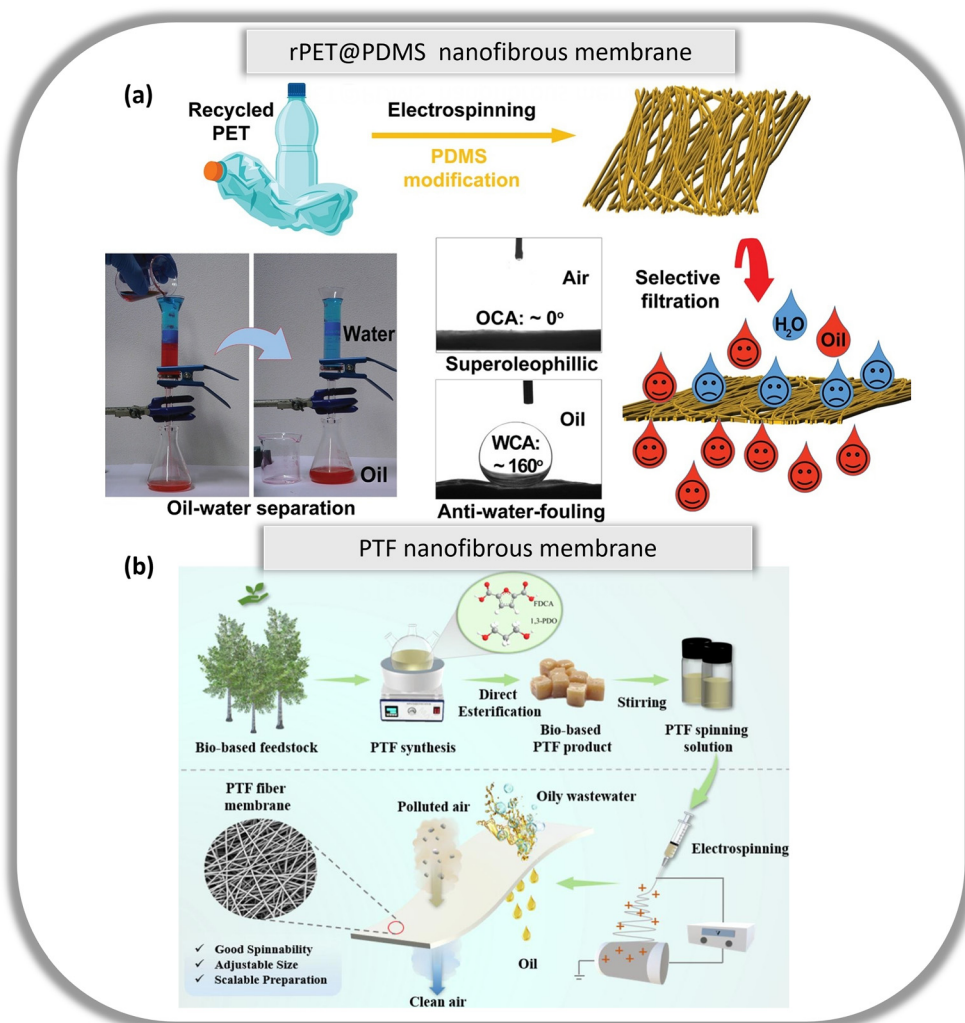 rPET@PDMS nanofibrous membrane
(a)
Recycled
PET
Electrospinning
PDMS
modification
Water
Oil
Oil-water separation
Air
OCA: ~ 0°
Superoleophillic
Oil
WCA:
~ 160°
Anti-water-fouling
Selective
filtration
H₂O
Oil
PTF nanofibrous membrane
(b)
FDCA
1,3-PDO
Bio-based feedstock
PTF synthesis
Direct
Esterification
Bio-based
PTF product
Stirring
PTF spinning
solution
PTF fiber
membrane
Polluted air
Oily wastewater
Electrospinning
✓ Good Spinnability
✓ Adjustable Size
✓ Scalable Preparation
Oil
Clean air